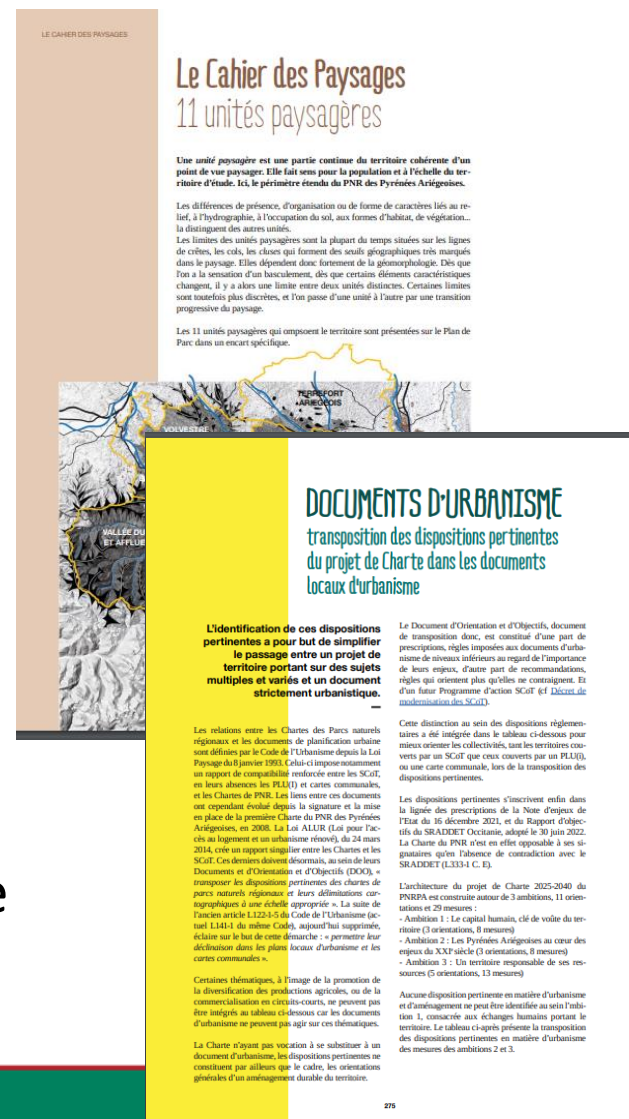 LE CAHIER DES PAYSAGES
Le Cahier des Paysages
11 unités paysagères
Une unité paysagère est une partie continue du territoire cohérente d'un
point de vue paysager. Elle fait sens pour la population et à l'échelle du ter-
ritoire d'étude. Ici, le périmètre étendu du PNR des Pyrénées Ariégeoises.
Les différences de présence, d'organisation ou de forme de caractères liés au re-
lief, à l'hydrographie, à l'occupation du sol, aux formes d'habitat, de végétation...
la distinguent des autres unités.
Les limites des unités paysagères sont la plupart du temps situées sur les lignes
de crêtes, les cols, les cluses qui forment des seuils géographiques très marqués
dans le paysage. Elles dépendent donc fortement de la géomorphologie. Dès que
l'on a la sensation d'un basculement, dès que certains éléments caractéristiques
changent, il y a alors une limite entre deux unités distinctes. Certaines limites
sont toutefois plus discrètes, et l'on passe d'une unité à l'autre par une transition
progressive du paysage.
Les 11 unités paysagères qui ompsoent le territoire sont présentées sur le Plan de
Parc dans un encart spécifique.
TERREFORT
ARIÉGEOIS
VOLVESTRE
VALLÉE DU
ET AFFLUE
e
DOCUMENTS D'URBANISME
transposition des dispositions pertinentes
du projet de Charte dans les documents
locaux d'urbanisme
L'identification de ces dispositions
pertinentes a pour but de simplifier
le passage entre un projet de
territoire portant sur des sujets
multiples et variés et un document
strictement urbanistique.
—
Les relations entre les Chartes des Parcs naturels
régionaux et les documents de planification urbaine
sont définies par le Code de l'Urbanisme depuis la Loi
Paysage du 8 janvier 1993. Celui-ci impose notamment
un rapport de compatibilité renforcée entre les SCoT,
en leurs absences les PLU(I) et cartes communales,
et les Chartes de PNR. Les liens entre ces documents
ont cependant évolué depuis la signature et la mise
en place de la première Charte du PNR des Pyrénées
Ariégeoises, en 2008. La Loi ALUR (Loi pour l'ac-
cès au logement et un urbanisme rénové), du 24 mars
2014, crée un rapport singulier entre les Chartes et les
SCoT. Ces derniers doivent désormais, au sein de leurs
Documents et d'Orientation et d'Objectifs (DOO), «
transposer les dispositions pertinentes des chartes de
parcs naturels régionaux et leurs délimitations car-
tographiques à une échelle appropriée ». La suite de
l'ancien article L122-1-5 du Code de l'Urbanisme (ac-
tuel L141-1 du même Code), aujourd'hui supprimée,
éclaire sur le but de cette démarche : « permettre leur
déclinaison dans les plans locaux d'urbanisme et les
cartes communales ».
Certaines thématiques, à l'image de la promotion de
la diversification des productions agricoles, ou de la
commercialisation en circuits-courts, ne peuvent pas
être intégrés au tableau ci-dessous car les documents
d'urbanisme ne peuvent pas agir sur ces thématiques.
La Charte n'ayant pas vocation à se substituer à un
document d'urbanisme, les dispositions pertinentes ne
constituent par ailleurs que le cadre, les orientations
générales d'un aménagement durable du territoire.
Le Document d'Orientation et d'Objectifs, document
de transposition donc, est constitué d'une part de
prescriptions, règles imposées aux documents d'urba-
nisme de niveaux inférieurs au regard de l'importance
de leurs enjeux, d'autre part de recommandations,
règles qui orientent plus qu'elles ne contraignent. Et
d'un futur Programme d'action SCoT (cf Décret de
modernisation des SCoT).
Cette distinction au sein des dispositions règlemen-
taires a été intégrée dans le tableau ci-dessous pour
mieux orienter les collectivités, tant les territoires cou-
verts par un SCoT que ceux couverts par un PLU(i),
ou une carte communale, lors de la transposition des
dispositions pertinentes.
Les dispositions pertinentes s'inscrivent enfin dans
la lignée des prescriptions de la Note d'enjeux de
l'Etat du 16 décembre 2021, et du Rapport d'objec-
tifs du SRADDET Occitanie, adopté le 30 juin 2022.
La Charte du PNR n'est en effet opposable à ses si-
gnataires qu'en l'absence de contradiction avec le
SRADDET (L333-1 C. E).
L'architecture du projet de Charte 2025-2040 du
PNRPA est construite autour de 3 ambitions, 11 orien-
tations et 29 mesures :
- Ambition 1 : Le capital humain, clé de voûte du ter-
ritoire (3 orientations, 8 mesures)
- Ambition 2 : Les Pyrénées Ariégeoises au cœur des
enjeux du XXIe siècle (3 orientations, 8 mesures)
- Ambition 3 : Un territoire responsable de ses res-
sources (5 orientations, 13 mesures)
Aucune disposition pertinente en matière d'urbanisme
et d'aménagement ne peut être identifiée au sein l'mbi-
tion 1, consacrée aux échanges humains portant le
territoire. Le tableau ci-après présente la transposition
des dispositions pertinentes en matière d'urbanisme
des mesures des ambitions 2 et 3.
275